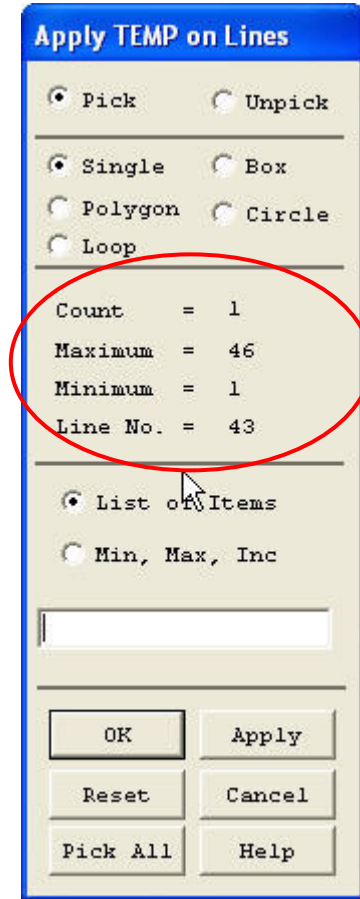 Apply TEMP on Lines
Pick Unpick
Single Box
Polygon Circle
Loop
Count = 1
Maximum = 46
Minimum = 1
Line No. = 43
List of Items
Min, Max, Inc
OK Apply
Reset Cancel
Pick All Help